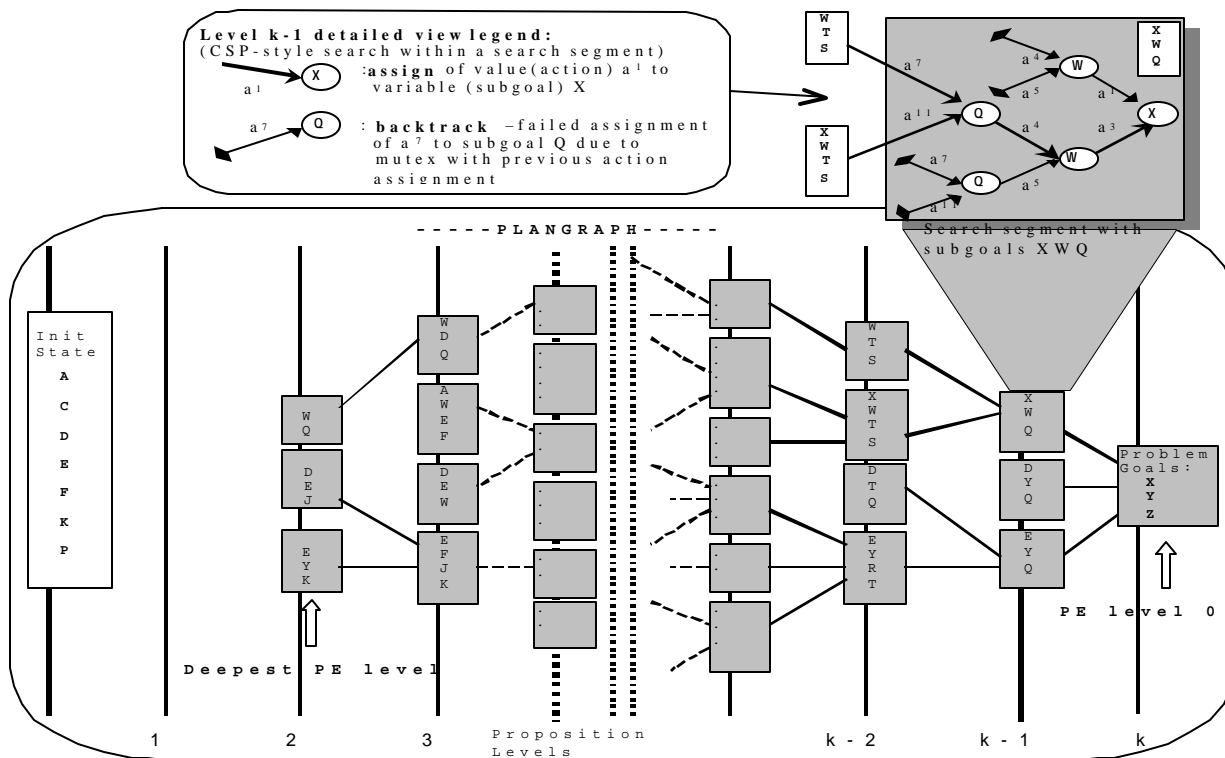 Level k-1 detailed view legend:
(CSP-style search within a search segment)
X
a1
:assign of value(action) a1 to
variable (subgoal) X
a7
Q
: backtrack –failed assignment
of a7 to subgoal Q due to
mutex with previous action
assignment
W
T
S
X
W
T
S
a7
a11
a4
a5
W
a1
X
W
Q
Q
a4
a3
X
a7
Q
a5
W
a11
Search segment with
subgoals XWQ
-----PLANGRAPH-----
Init
State
A
C
D
E
F
K
P
W
Q
D
E
J
E
Y
K
W
D
Q
A
W
E
F
D
E
W
E
F
J
K
W
T
S
X
W
T
S
D
T
Q
E
Y
R
T
X
W
Q
D
Y
Q
E
Y
Q
Problem
Goals:
X
Y
Z
PE level 0
Deepest PE level
1
2
3
Proposition
Levels
k-2
k-1
k